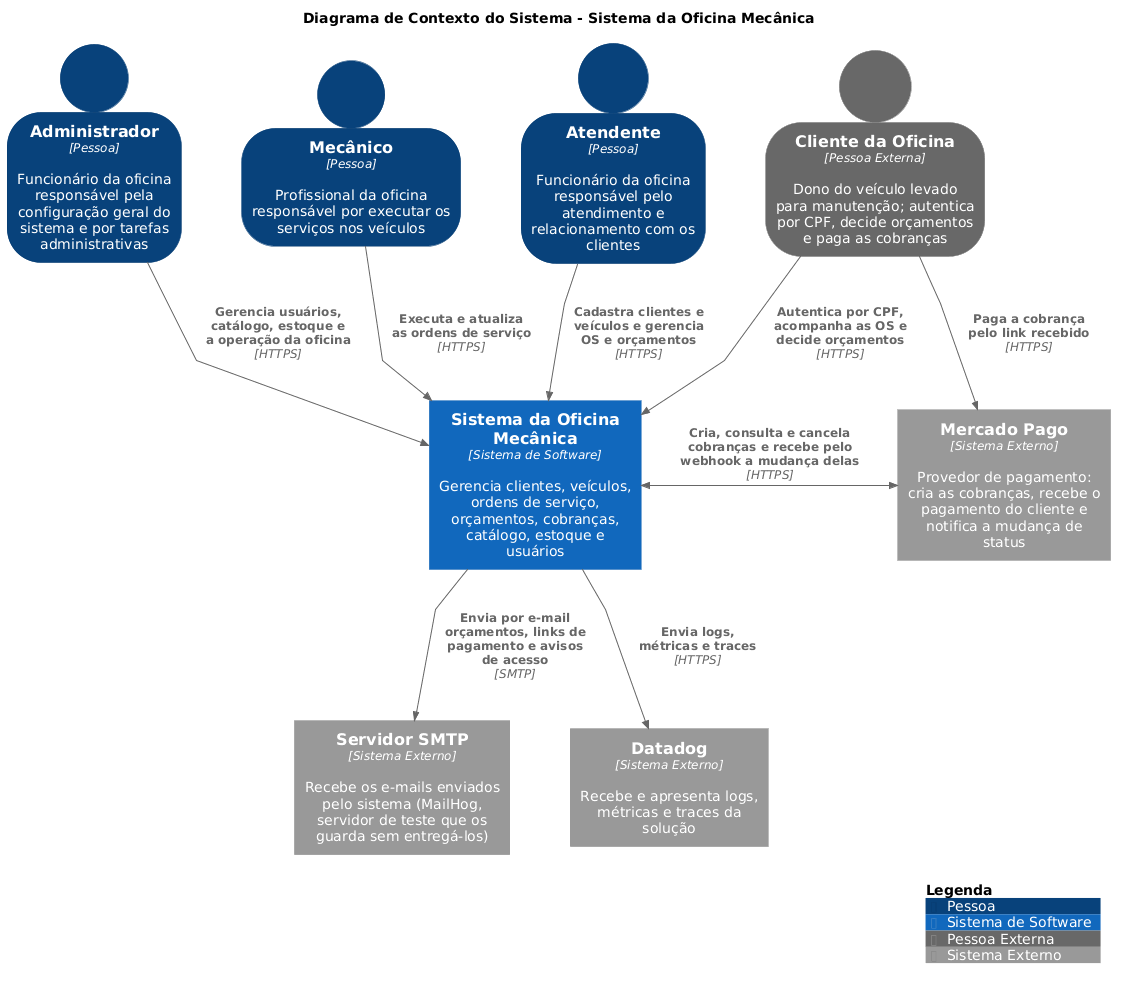 Diagrama de Contexto do Sistema - Sistema da Oficina Mecânica
Administrador
[Pessoa]
Funcionário da oficina
responsável pela
configuração geral do
sistema e por tarefas
administrativas
Mecânico
[Pessoa]
Profissional da oficina
responsável por executar os
serviços nos veículos
Atendente
[Pessoa]
Funcionário da oficina
responsável pelo
atendimento e
relacionamento com os
clientes
Cliente da Oficina
[Pessoa Externa]
Dono do veículo levado
para manutenção; autentica
por CPF, decide orçamentos
e paga as cobranças
Gerencia usuários,
catálogo, estoque e
a operação da oficina
[HTTPS]
Executa e atualiza
as ordens de serviço
[HTTPS]
Cadastra clientes e
veículos e gerencia
OS e orçamentos
[HTTPS]
Autentica por CPF,
acompanha as OS e
decide orçamentos
[HTTPS]
Paga a cobrança
pelo link recebido
[HTTPS]
Sistema da Oficina
Mecânica
[Sistema de Software]
Gerencia clientes, veículos,
ordens de serviço,
orçamentos, cobranças,
catálogo, estoque e
usuários
Cria, consulta e cancela
cobranças e recebe pelo
webhook a mudança delas
[HTTPS]
Mercado Pago
[Sistema Externo]
Provedor de pagamento:
cria as cobranças, recebe o
pagamento do cliente e
notifica a mudança de
status
Envia por e-mail
orçamentos, links de
pagamento e avisos
de acesso
[SMTP]
Envia logs,
métricas e traces
[HTTPS]
Servidor SMTP
[Sistema Externo]
Recebe os e-mails enviados
pelo sistema (MailHog,
servidor de teste que os
guarda sem entregá-los)
Datadog
[Sistema Externo]
Recebe e apresenta logs,
métricas e traces da
solução
Legenda
Pessoa
Sistema de Software
Pessoa Externa
Sistema Externo